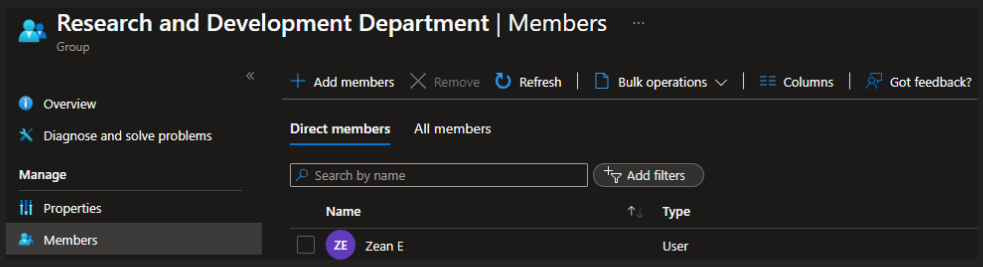 Research and Development Department | Members ...
Group
«
Add members Remove Refresh | Bulk operations | Columns | Got feedback?
Overview
Diagnose and solve problems
Direct members All members
Manage
Search by name Add filters
Properties
Name ↑↓ Type
Members
ZE Zean E User